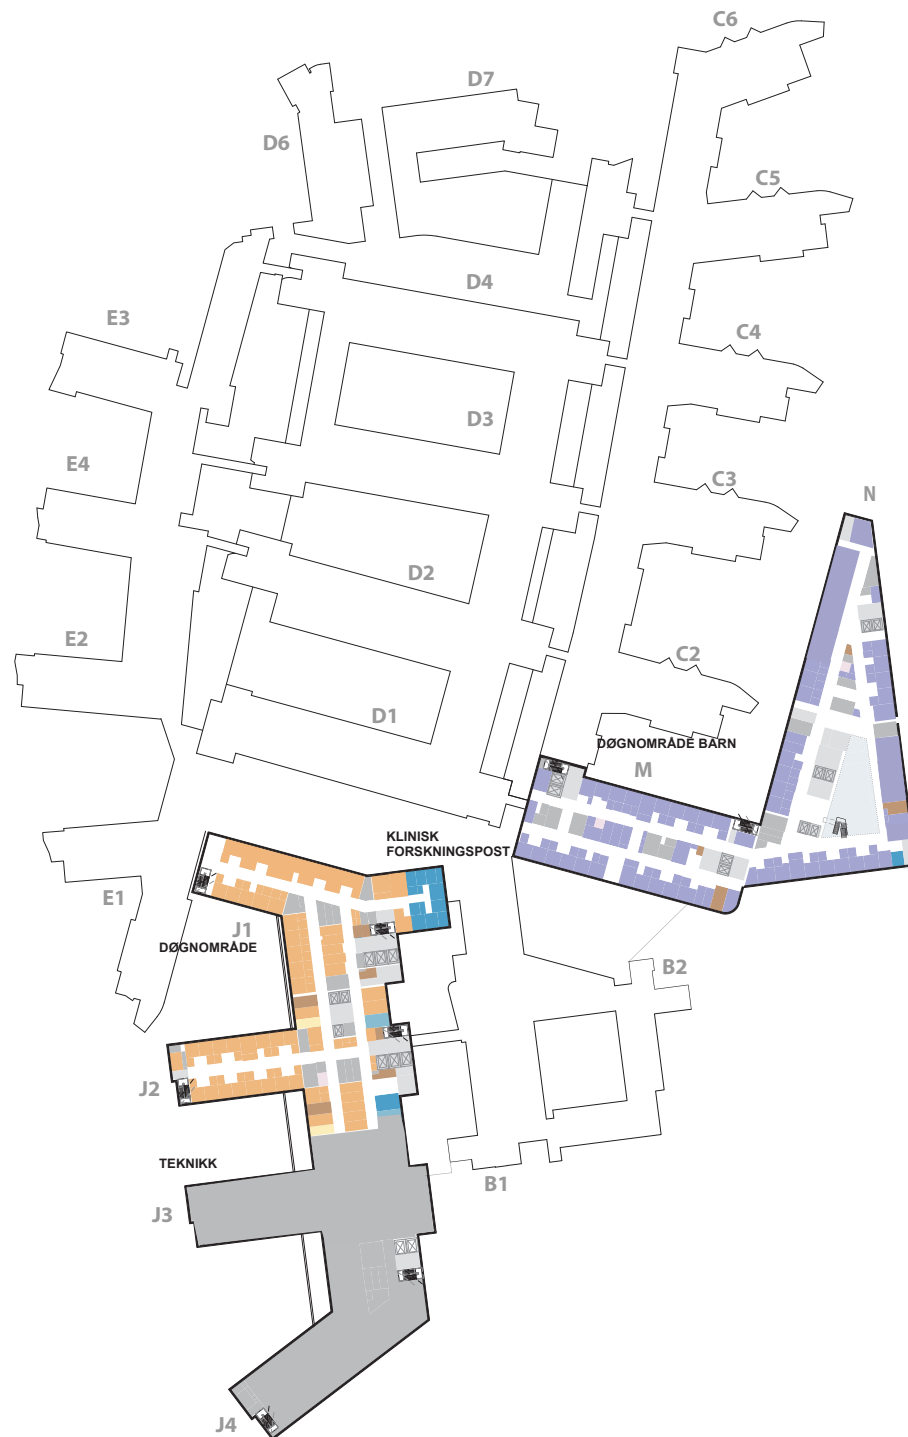 C6
D7
D6
C5
D4
E3
C4
D3
E4
C3
N
D2
E2
C2
D1
DØGNOMRÅDE BARN
M
KLINISK
FORSKNINGSPOST
E1
J1
DØGNOMRÅDE
B2
J2
TEKNIKK
B1
J3
J4